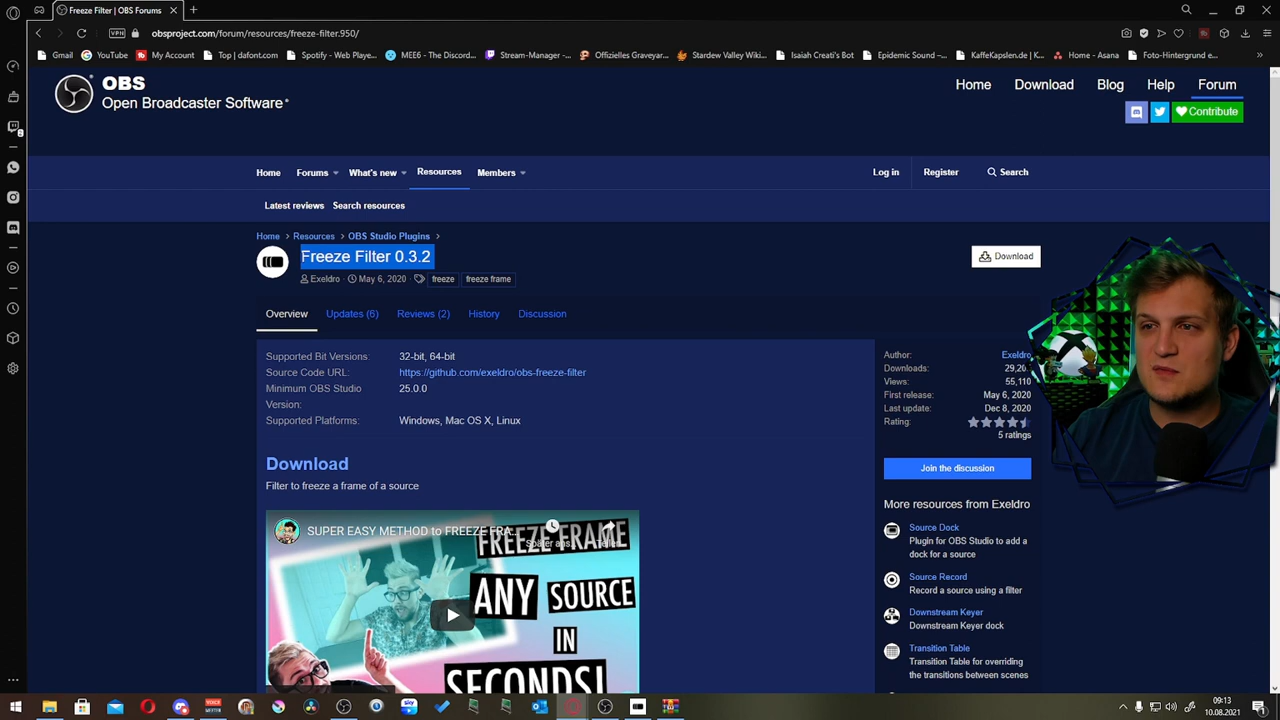 Freeze Filter | OBS Forums
VPN
obsproject.com/forum/resources/freeze-filter.950/
Gmail
YouTube
My Account
Top | dafont.com
Spotify - Web Playe...
MEE6 - The Discord...
Stream-Manager - ...
Offizielles Graveyar...
Stardew Valley Wiki...
Isaiah Creati's Bot
Epidemic Sound - ...
KaffeeKapslen.de | K...
Home - Asana
Foto-Hintergrund e...
OBS
Open Broadcaster Software
Home
Download
Blog
Help
Forum
Contribute
Home
Forums
What's new
Resources
Members
Log in
Register
Search
Latest reviews
Search resources
Home
Resources
OBS Studio Plugins
Freeze Filter 0.3.2
Exeldro
May 6, 2020
freeze
freeze frame
Download
Overview
Updates (6)
Reviews (2)
History
Discussion
Supported Bit Versions: 32-bit, 64-bit
Source Code URL: https://github.com/exeldro/obs-freeze-filter
Minimum OBS Studio 25.0.0
Version:
Supported Platforms: Windows, Mac OS X, Linux
Download
Filter to freeze a frame of a source
SUPER EASY METHOD to FREEZE FRA...
Später ans...
FREEZE FRAME
ANY
SOURCE
IN
SECONDS!
Author: Exeldro
Downloads: 29,20
Views: 55,110
First release: May 6, 2020
Last update: Dec 8, 2020
Rating:
5 ratings
Join the discussion
More resources from Exeldro
Source Dock
Plugin for OBS Studio to add
a dock for a source
Source Record
Record a source using a filter
Downstream Keyer
Downstream Keyer dock
Transition Table
Transition Table for overriding
the transitions between scenes
09:13
10.08.2021